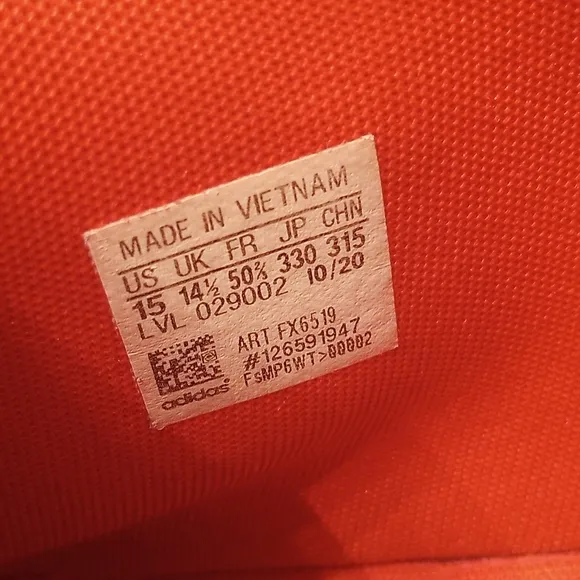 MADE IN VIETNAM
US UK FR JP CHN
15 14½ 50⅔ 330 315
LVL 029002 10/20
ART FX6519
#126591947
FsMP6WT>00002
adidas